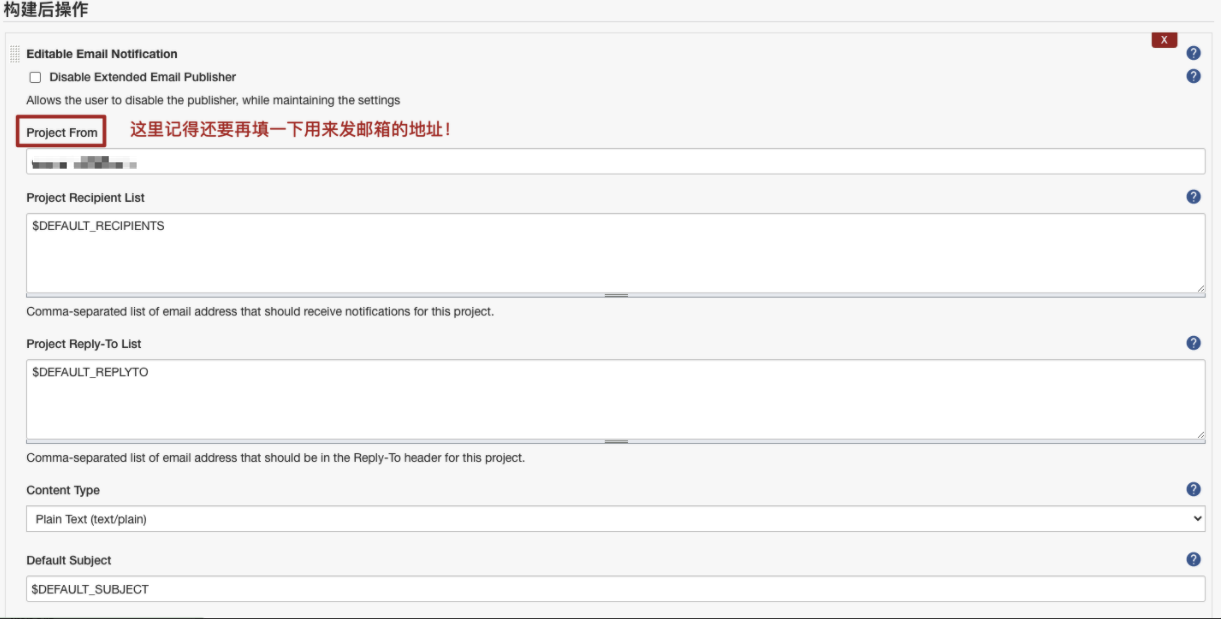 构建后操作
X
Editable Email Notification
Disable Extended Email Publisher
Allows the user to disable the publisher, while maintaining the settings
Project From 这里记得还要再填一下用来发邮箱的地址！
Project Recipient List
$DEFAULT_RECIPIENTS
Comma-separated list of email address that should receive notifications for this project.
Project Reply-To List
$DEFAULT_REPLYTO
Comma-separated list of email address that should be in the Reply-To header for this project.
Content Type
Plain Text (text/plain)
Default Subject
$DEFAULT_SUBJECT